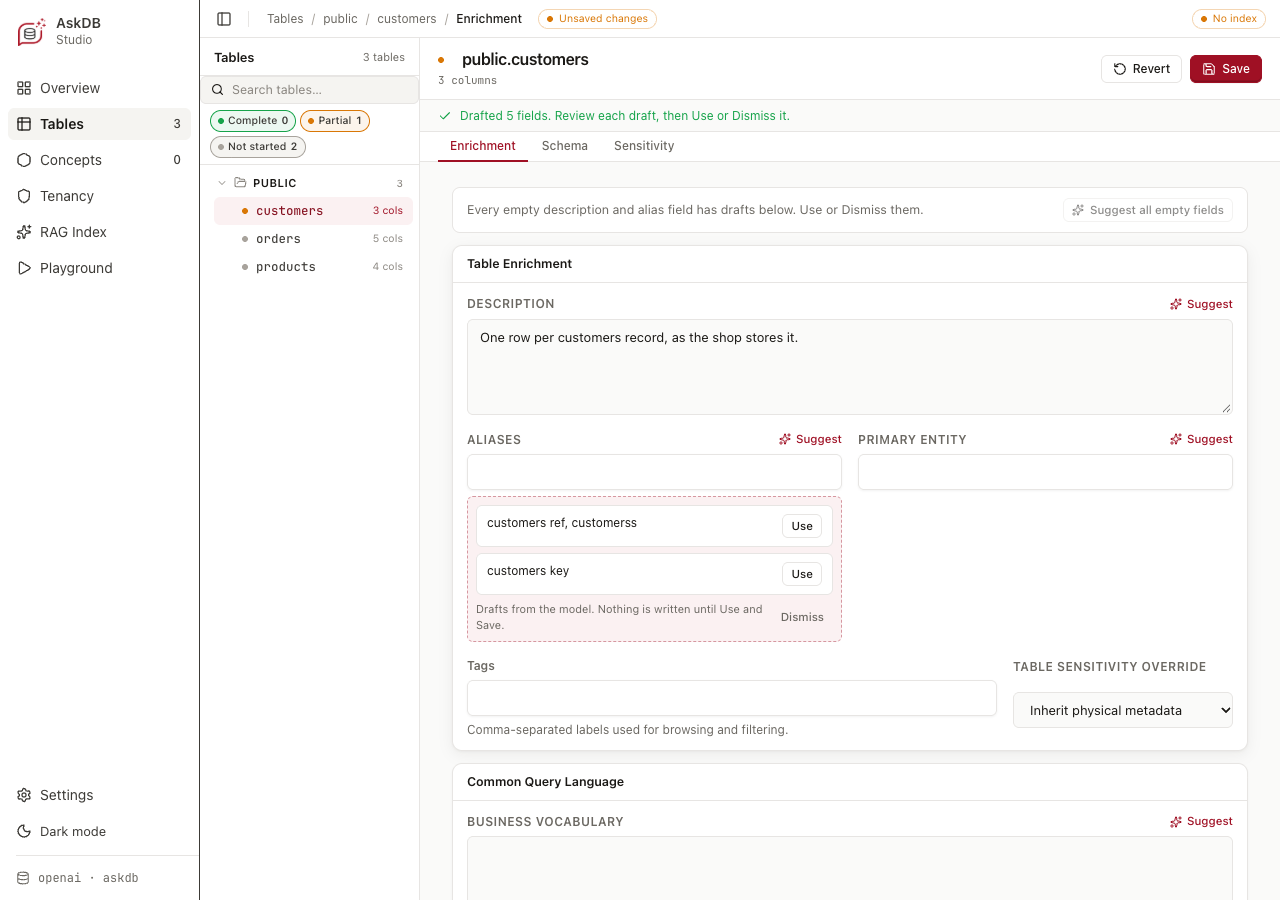 AskDB
Studio
Overview
Tables 3
Concepts 0
Tenancy
RAG Index
Playground
Settings
Dark mode
openai · askdb
Tables / public / customers / Enrichment
Unsaved changes
No index
Tables 3 tables
Search tables...
Complete 0
Partial 1
Not started 2
PUBLIC 3
customers 3 cols
orders 5 cols
products 4 cols
public.customers
3 columns
Revert
Save
Drafted 5 fields. Review each draft, then Use or Dismiss it.
Enrichment Schema Sensitivity
Every empty description and alias field has drafts below. Use or Dismiss them.
Suggest all empty fields
Table Enrichment
DESCRIPTION Suggest
One row per customers record, as the shop stores it.
ALIASES Suggest
PRIMARY ENTITY Suggest
customers ref, customerss Use
customers key Use
Drafts from the model. Nothing is written until Use and
Save.
Dismiss
Tags
Comma-separated labels used for browsing and filtering.
TABLE SENSITIVITY OVERRIDE
Inherit physical metadata
Common Query Language
BUSINESS VOCABULARY Suggest